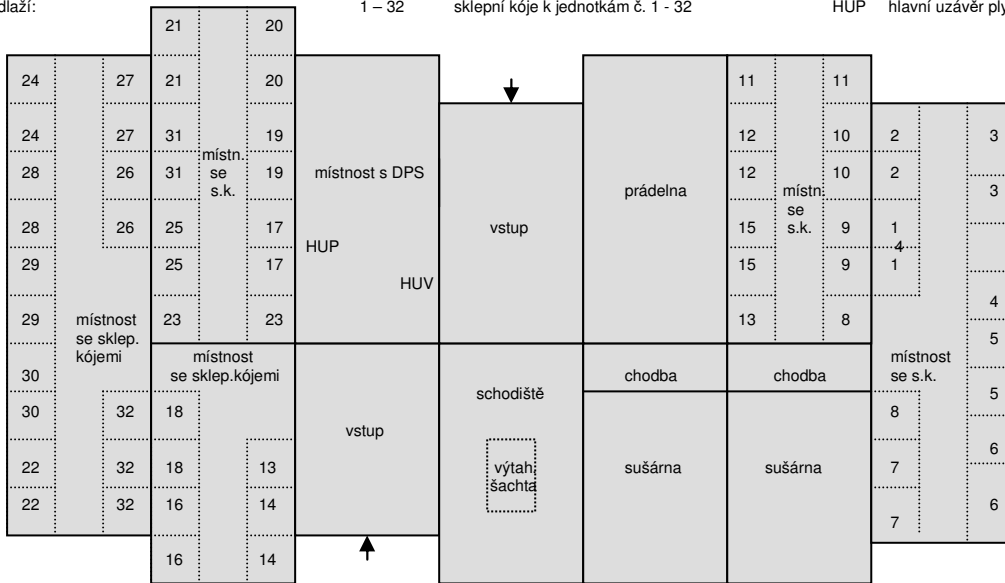 dlaží: 1 – 32 sklepní kóje k jednotkám č. 1 - 32 HUP hlavní uzávěr ply
21 20
24 27 21 20 11 11
24 27 31 19 12 10 2 3
místn.
se
s.k.
28 26 31 19 místnost s DPS prádelna 12 10 2
místn.
se
s.k.
3
28 26 25 17 vstup 15 9 1
HUP 4
29 25 17 15 9 1
HUV
4
29 23 23 13 8
místnost
se sklep.
kójemi
5
místnost
se sklep.kójemi
místnost
se s.k.
30 schodiště chodba chodba 5
30 32 18 8
vstup
6
22 32 18 13 výtah. sušárna sušárna 7
šachta
22 32 16 14 6
7
16 14